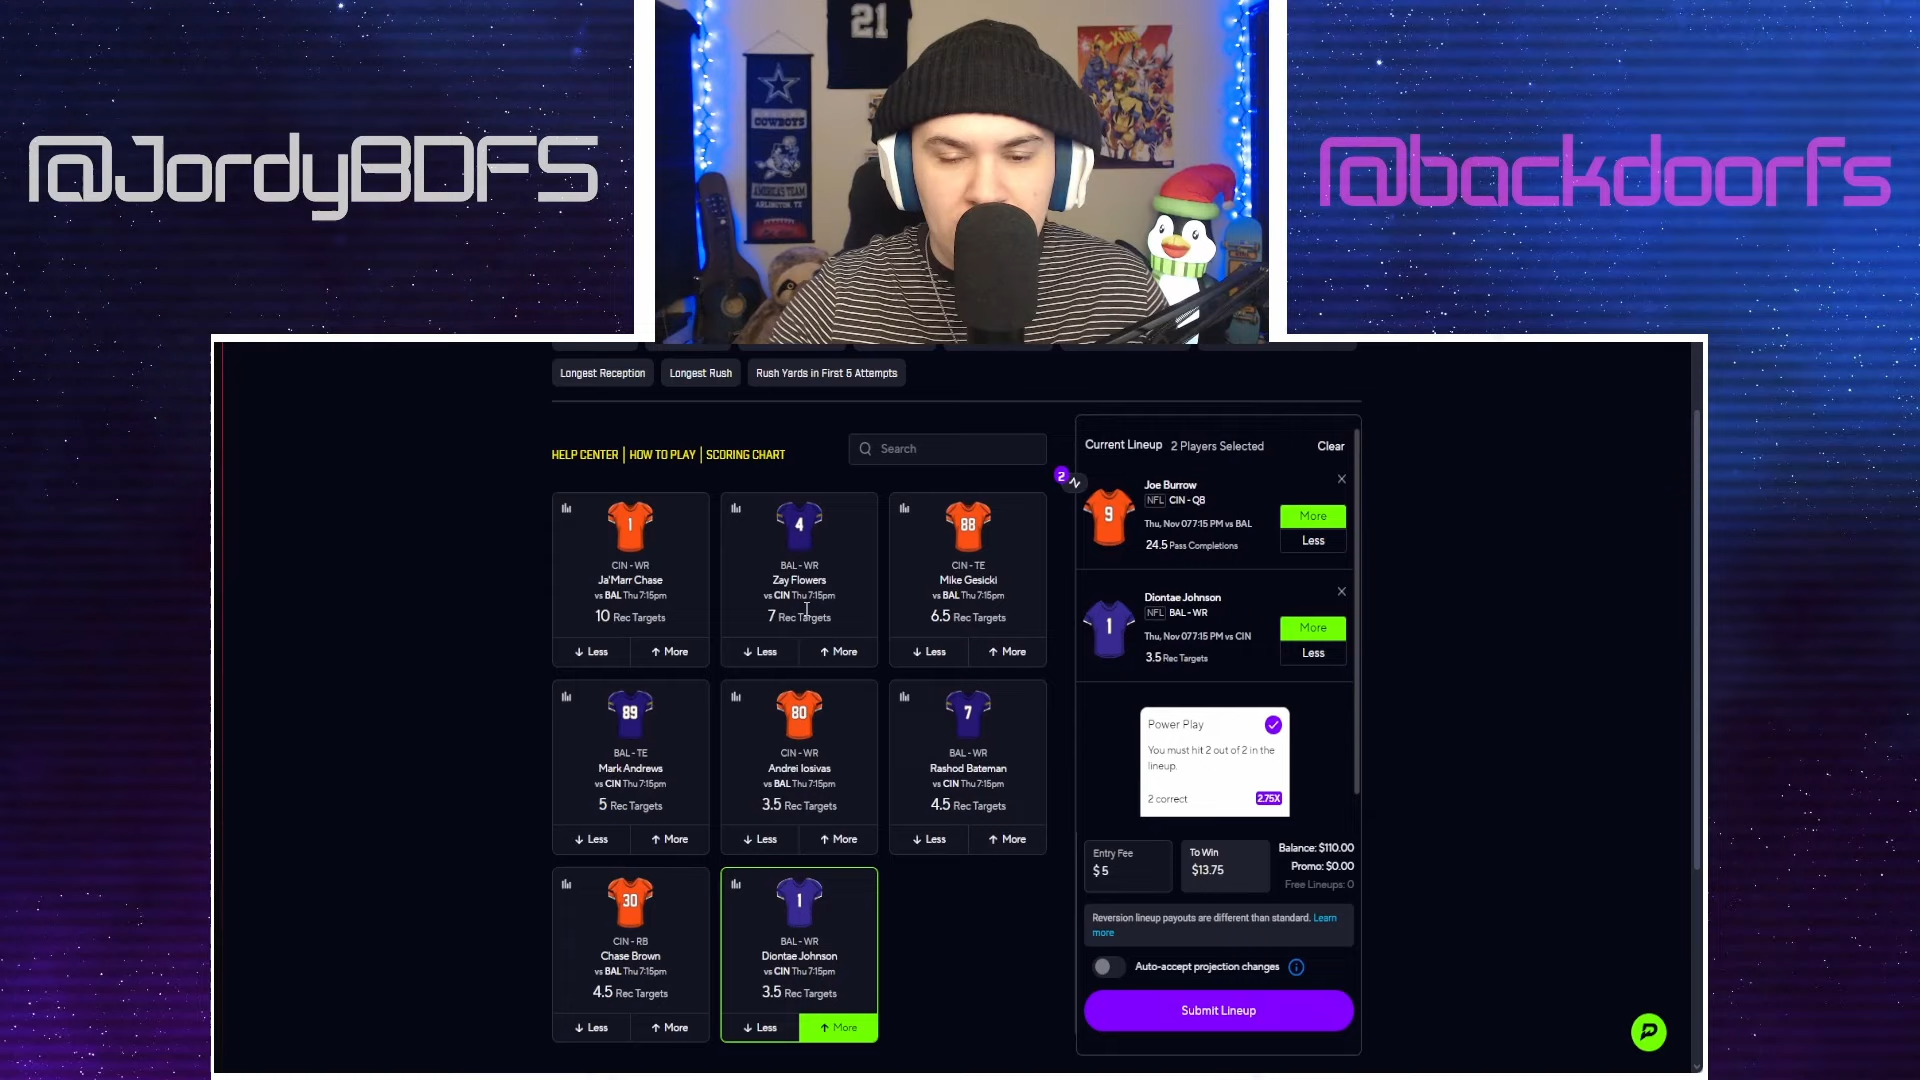 @JordyBDFS
@backdoorfs
21
X-MEN
COWBOYS
AMERICA'S TEAM
ARLINGTON, TX
Longest Reception
Longest Rush
Rush Yards in First 5 Attempts
HELP CENTER | HOW TO PLAY | SCORING CHART
Search
1
CIN - WR
Ja'Marr Chase
vs BAL Thu 7:15pm
10 Rec Targets
↓ Less
↑ More
4
BAL - WR
Zay Flowers
vs CIN Thu 7:15pm
7 Rec Targets
↓ Less
↑ More
88
CIN - TE
Mike Gesicki
vs BAL Thu 7:15pm
6.5 Rec Targets
↓ Less
↑ More
89
BAL - TE
Mark Andrews
vs CIN Thu 7:15pm
5 Rec Targets
↓ Less
↑ More
80
CIN - WR
Andrei Iosivas
vs BAL Thu 7:15pm
3.5 Rec Targets
↓ Less
↑ More
7
BAL - WR
Rashod Bateman
vs CIN Thu 7:15pm
4.5 Rec Targets
↓ Less
↑ More
30
CIN - RB
Chase Brown
vs BAL Thu 7:15pm
4.5 Rec Targets
↓ Less
↑ More
1
BAL - WR
Diontae Johnson
vs CIN Thu 7:15pm
3.5 Rec Targets
↓ Less
↑ More
Current Lineup 2 Players Selected
Clear
2
9
Joe Burrow
NFL CIN - QB
Thu, Nov 07 7:15 PM vs BAL
24.5 Pass Completions
More
Less
1
Diontae Johnson
NFL BAL - WR
Thu, Nov 07 7:15 PM vs CIN
3.5 Rec Targets
More
Less
Power Play
You must hit 2 out of 2 in the
lineup.
2 correct
2.75X
Entry Fee
$ 5
To Win
$13.75
Balance: $110.00
Promo: $0.00
Free Lineups: 0
Reversion lineup payouts are different than standard. Learn
more
Auto-accept projection changes
Submit Lineup